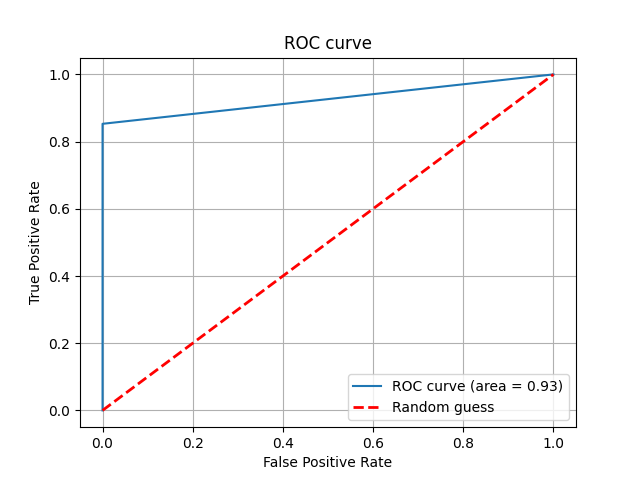 ROC curve
True Positive Rate
1.0
0.8
0.6
0.4
0.2
0.0
0.0 0.2 0.4 0.6 0.8 1.0
False Positive Rate
ROC curve (area = 0.93)
Random guess